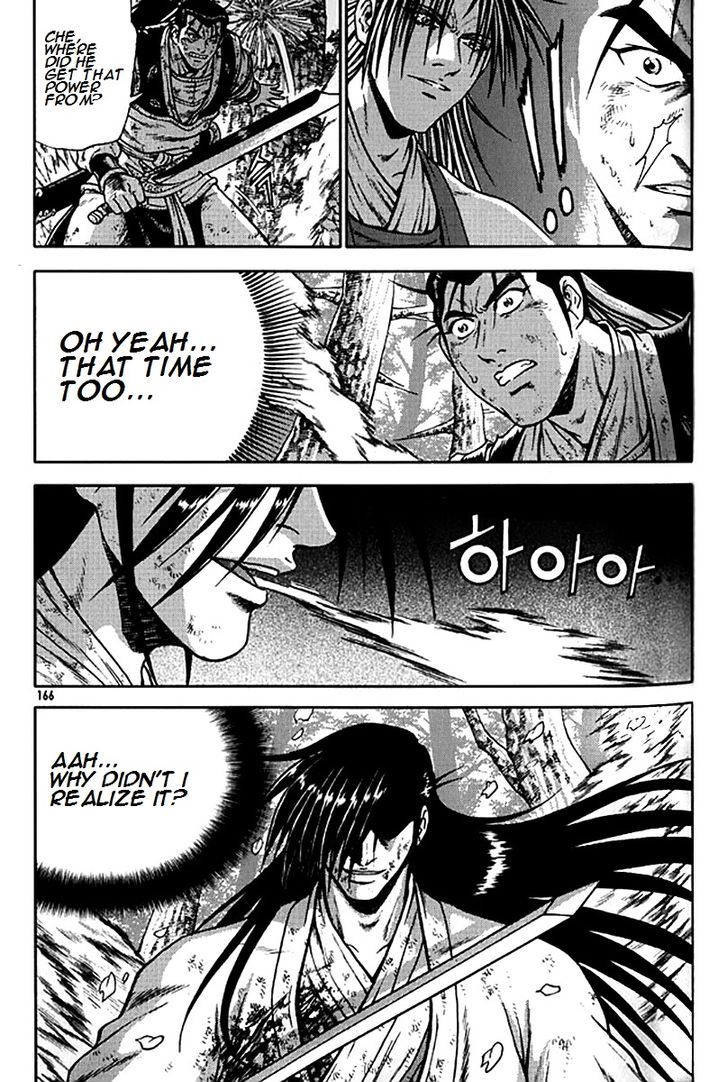 CHE,
WHERE
DID HE
GET THAT
POWER
FROM?
!!
OH YEAH...
THAT TIME
TOO...
하아아
166
AAH...
WHY DIDN'T I
REALIZE IT?